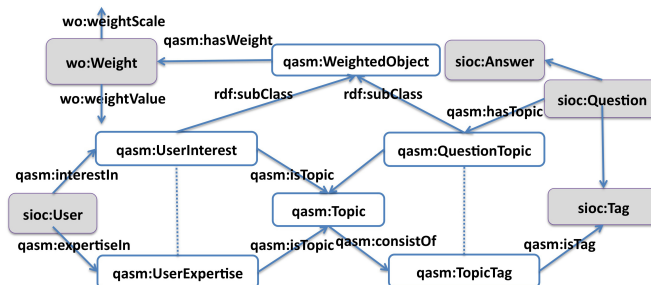 wo:weightScale
qasm:hasWeight
wo:Weight
qasm:WeightedObject
sioc:Answer
rdf:subClass
rdf:subClass
wo:weightValue
qasm:hasTopic
sioc:Question
qasm:UserInterest
qasm:QuestionTopic
qasm:interestIn
qasm:isTopic
sioc:User
qasm:Topic
sioc:Tag
qasm:expertiseIn
qasm:isTopic
qasm:consistOf
qasm:isTag
qasm:UserExpertise
qasm:TopicTag